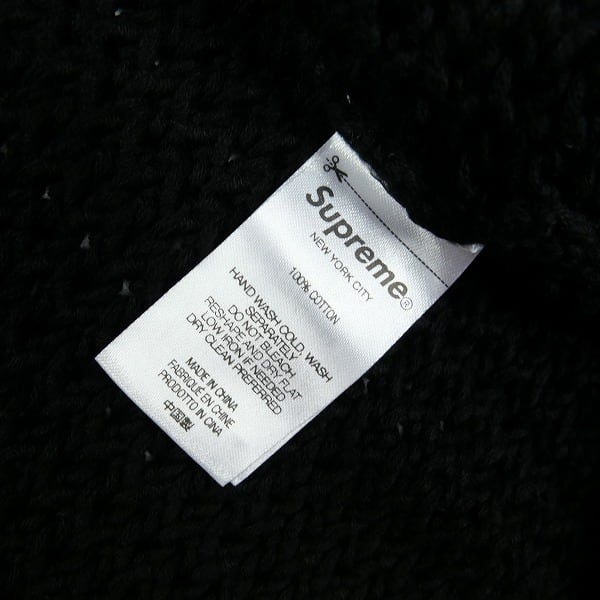 Supreme®
NEW YORK CITY
100% COTTON
HAND WASH COLD, WASH
SEPARATELY
DO NOT BLEACH
RESHAPE AND DRY FLAT
LOW IRON IF NEEDED
DRY CLEAN PREFERRED
MADE IN CHINA
FABRIQUÉ EN CHINE
PRODOTTO IN CINA
中国製